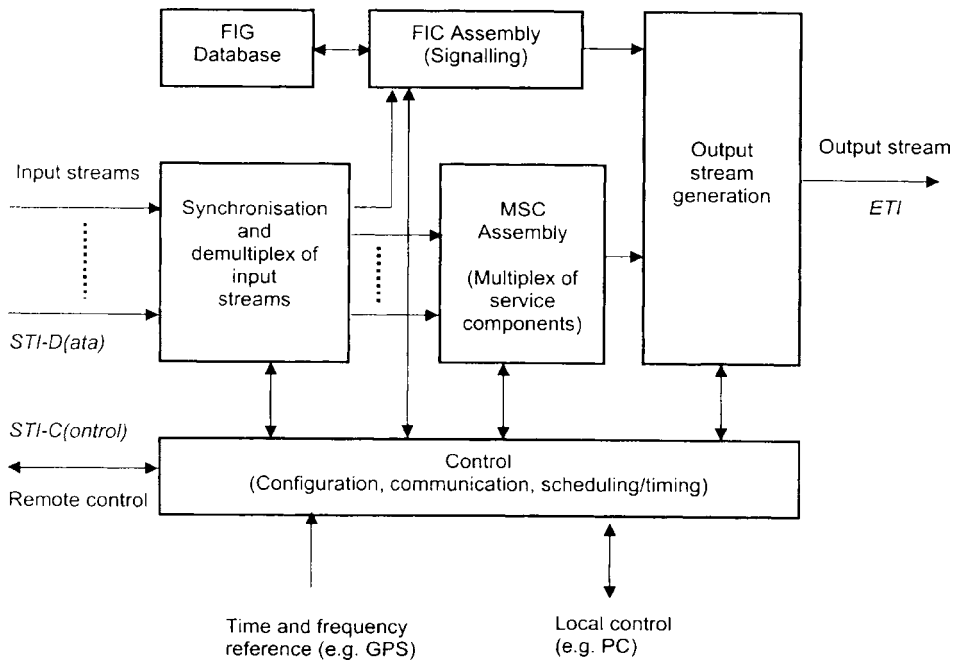 FIG
Database
FIC Assembly
(Signalling)
Output
stream
generation
Output stream
ETI
Input streams
STI-D(ata)
Synchronisation
and
demultiplex of
input
streams
MSC
Assembly
(Multiplex of
service
components)
STI-C(ontrol)
Remote control
Control
(Configuration, communication, scheduling/timing)
Time and frequency
reference (e.g. GPS)
Local control
(e.g. PC)